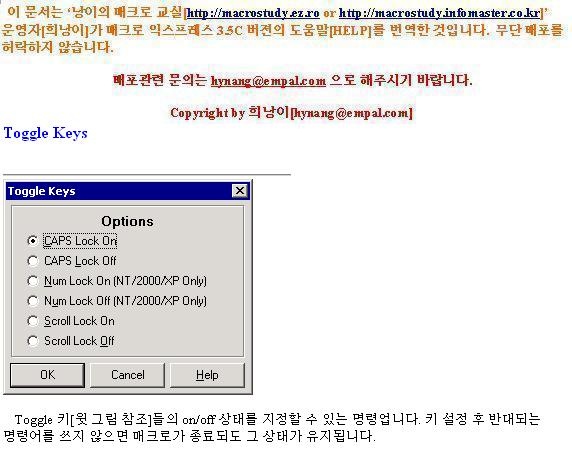 이 문서는 ‘낭이의 매크로 교실[http://macrostudy.ez.ro or http://macrostudy.infomaster.co.kr]’
운영자[희낭이]가 매크로 익스프레스 3.5C 버젼의 도움말[HELP]를 번역한 것입니다. 무단 배포를
허락하지 않습니다.
배포관련 문의는 hynang@empal.com 으로 해주시기 바랍니다.
Copyright by 희낭이[hynang@empal.com]
Toggle Keys
Toggle Keys
Options
CAPS Lock On
CAPS Lock Off
Num Lock On (NT/2000/XP Only)
Num Lock Off (NT/2000/XP Only)
Scroll Lock On
Scroll Lock Off
OK Cancel Help
Toggle 키[윗 그림 참조]들의 on/off 상태를 지정할 수 있는 명령업니다. 키 설정 후 반대되는
명령어를 쓰지 않으면 매크로가 종료되도 그 상태가 유지됩니다.